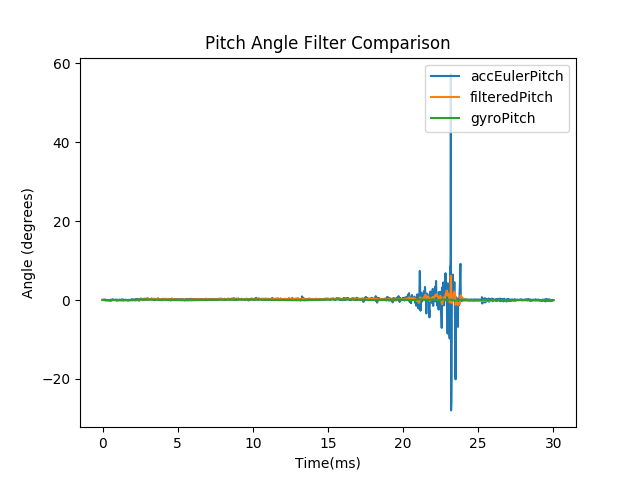 Pitch Angle Filter Comparison
accEulerPitch
filteredPitch
gyroPitch
Angle (degrees)
60
40
20
0
−20
0 5 10 15 20 25 30
Time(ms)